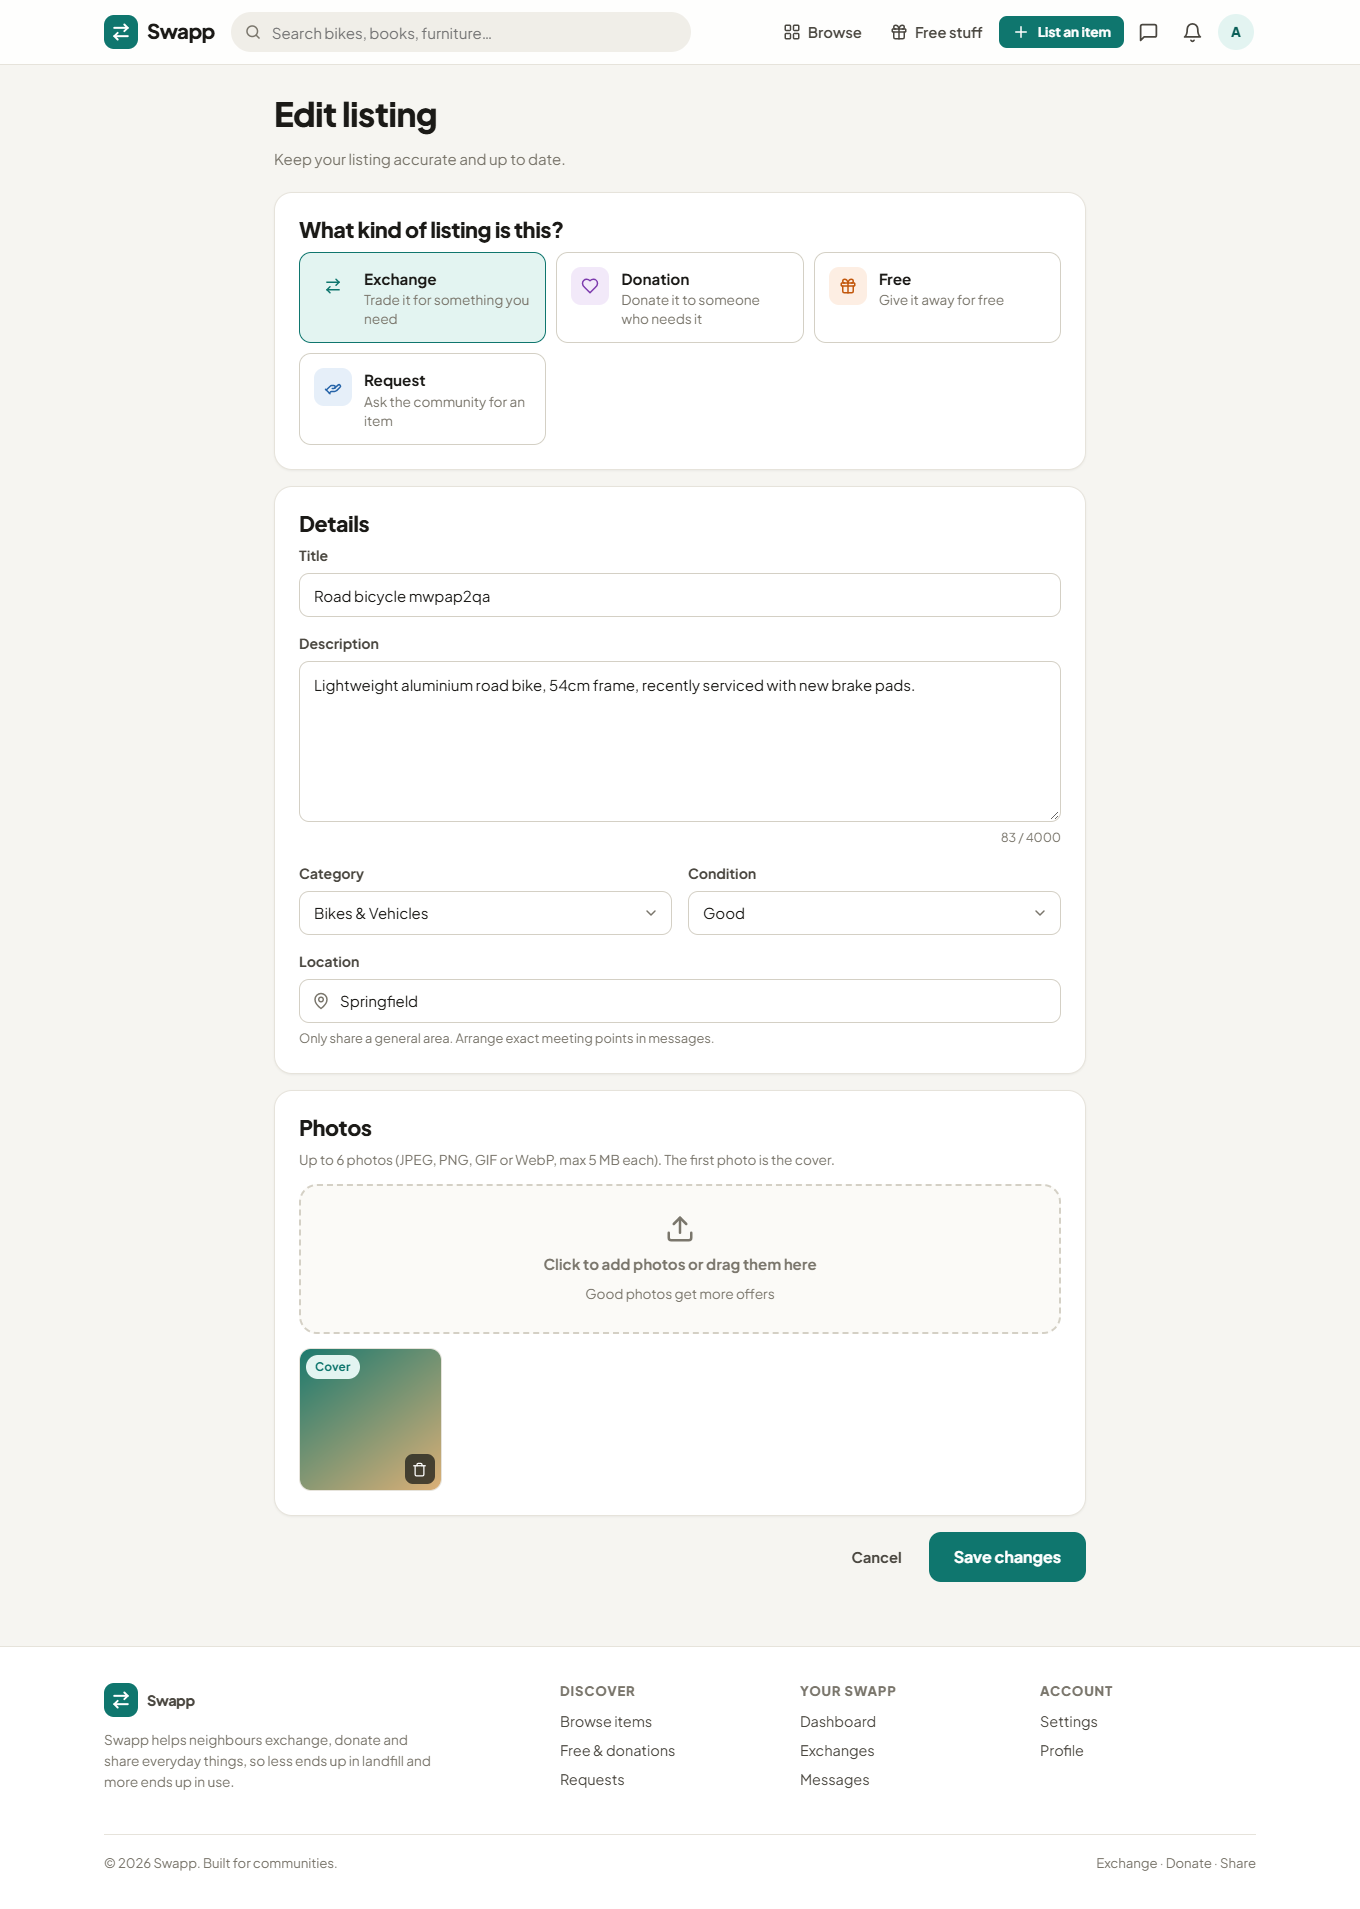 Swapp
Search bikes, books, furniture...
Browse
Free stuff
List an item
A
Edit listing
Keep your listing accurate and up to date.
What kind of listing is this?
Exchange
Trade it for something you
need
Donation
Donate it to someone
who needs it
Free
Give it away for free
Request
Ask the community for an
item
Details
Title
Road bicycle mwpap2qa
Description
Lightweight aluminium road bike, 54cm frame, recently serviced with new brake pads.
83 / 4000
Category
Condition
Bikes & Vehicles
Good
Location
Springfield
Only share a general area. Arrange exact meeting points in messages.
Photos
Up to 6 photos (JPEG, PNG, GIF or WebP, max 5 MB each). The first photo is the cover.
Click to add photos or drag them here
Good photos get more offers
Cover
Cancel
Save changes
Swapp
Swapp helps neighbours exchange, donate and
share everyday things, so less ends up in landfill and
more ends up in use.
DISCOVER
Browse items
Free & donations
Requests
YOUR SWAPP
Dashboard
Exchanges
Messages
ACCOUNT
Settings
Profile
© 2026 Swapp. Built for communities.
Exchange · Donate · Share